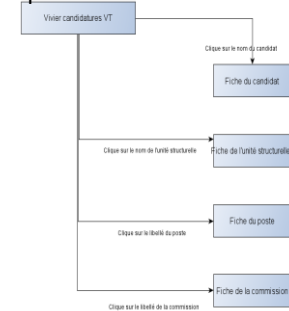 Vivier candidatures VT
Clique sur le nom du candidat
Fiche du candidat
Clique sur le nom de l'unité structurelle
Fiche de l'unité structurelle
Clique sur le libellé du poste
Fiche du poste
Clique sur le libellé de la commission
Fiche de la commission